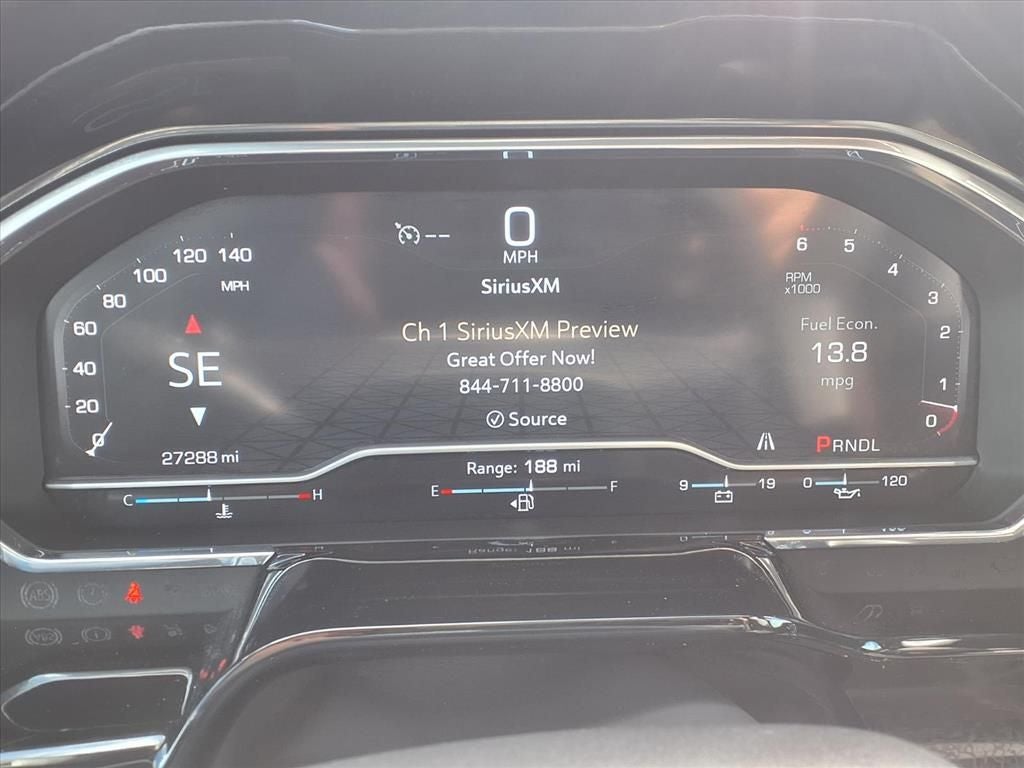 0
MPH
SiriusXM
Ch 1 SiriusXM Preview
Great Offer Now!
844-711-8800
Source
140
120
100
80
60
40
20
0
MPH
SE
27288 mi
6
5
4
3
2
1
0
RPM
x1000
Fuel Econ.
13.8
mpg
PRNDL
C H
Range: 188 mi
E F
9 19
0 120
ABS